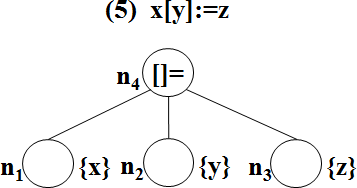 (5) x[y]:=z
n4 []=
n1 {x} n2 {y} n3 {z}